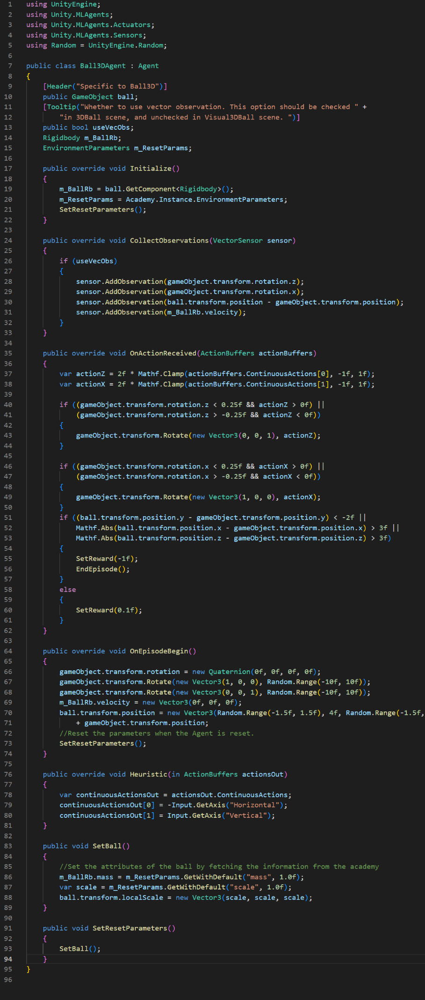 1 using UnityEngine;
2 using Unity.MLAgents;
3 using Unity.MLAgents.Actuators;
4 using Unity.MLAgents.Sensors;
5 using Random = UnityEngine.Random;
6
7 public class Ball3DAgent : Agent
8 {
9 [Header("Specific to Ball3D")]
10 public GameObject ball;
11 [Tooltip("Whether to use vector observation. This option should be checked " +
12 "in 3DBall scene, and unchecked in Visual3DBall scene. ")]
13 public bool useVecObs;
14 Rigidbody m_BallRb;
15 EnvironmentParameters m_ResetParams;
16
17 public override void Initialize()
18 {
19 m_BallRb = ball.GetComponent<Rigidbody>();
20 m_ResetParams = Academy.Instance.EnvironmentParameters;
21 SetResetParameters();
22 }
23
24 public override void CollectObservations(VectorSensor sensor)
25 {
26 if (useVecObs)
27 {
28 sensor.AddObservation(gameObject.transform.rotation.z);
29 sensor.AddObservation(gameObject.transform.rotation.x);
30 sensor.AddObservation(ball.transform.position - gameObject.transform.position);
31 sensor.AddObservation(m_BallRb.velocity);
32 }
33 }
34
35 public override void OnActionReceived(ActionBuffers actionBuffers)
36 {
37 var actionZ = 2f * Mathf.Clamp(actionBuffers.ContinuousActions[0], -1f, 1f);
38 var actionX = 2f * Mathf.Clamp(actionBuffers.ContinuousActions[1], -1f, 1f);
39
40 if ((gameObject.transform.rotation.z < 0.25f && actionZ > 0f) ||
41 (gameObject.transform.rotation.z > -0.25f && actionZ < 0f))
42 {
43 gameObject.transform.Rotate(new Vector3(0, 0, 1), actionZ);
44 }
45
46 if ((gameObject.transform.rotation.x < 0.25f && actionX > 0f) ||
47 (gameObject.transform.rotation.x > -0.25f && actionX < 0f))
48 {
49 gameObject.transform.Rotate(new Vector3(1, 0, 0), actionX);
50 }
51 if ((ball.transform.position.y - gameObject.transform.position.y) < -2f ||
52 Mathf.Abs(ball.transform.position.x - gameObject.transform.position.x) > 3f ||
53 Mathf.Abs(ball.transform.position.z - gameObject.transform.position.z) > 3f)
54 {
55 SetReward(-1f);
56 EndEpisode();
57 }
58 else
59 {
60 SetReward(0.1f);
61 }
62 }
63
64 public override void OnEpisodeBegin()
65 {
66 gameObject.transform.rotation = new Quaternion(0f, 0f, 0f, 0f);
67 gameObject.transform.Rotate(new Vector3(1, 0, 0), Random.Range(-10f, 10f));
68 gameObject.transform.Rotate(new Vector3(0, 0, 1), Random.Range(-10f, 10f));
69 m_BallRb.velocity = new Vector3(0f, 0f, 0f);
70 ball.transform.position = new Vector3(Random.Range(-1.5f, 1.5f), 4f, Random.Range(-1.5f,
71 + gameObject.transform.position;
72 //Reset the parameters when the Agent is reset.
73 SetResetParameters();
74 }
75
76 public override void Heuristic(in ActionBuffers actionsOut)
77 {
78 var continuousActionsOut = actionsOut.ContinuousActions;
79 continuousActionsOut[0] = -Input.GetAxis("Horizontal");
80 continuousActionsOut[1] = Input.GetAxis("Vertical");
81 }
82
83 public void SetBall()
84 {
85 //Set the attributes of the ball by fetching the information from the academy
86 m_BallRb.mass = m_ResetParams.GetWithDefault("mass", 1.0f);
87 var scale = m_ResetParams.GetWithDefault("scale", 1.0f);
88 ball.transform.localScale = new Vector3(scale, scale, scale);
89 }
90
91 public void SetResetParameters()
92 {
93 SetBall();
94 }
95 }
96